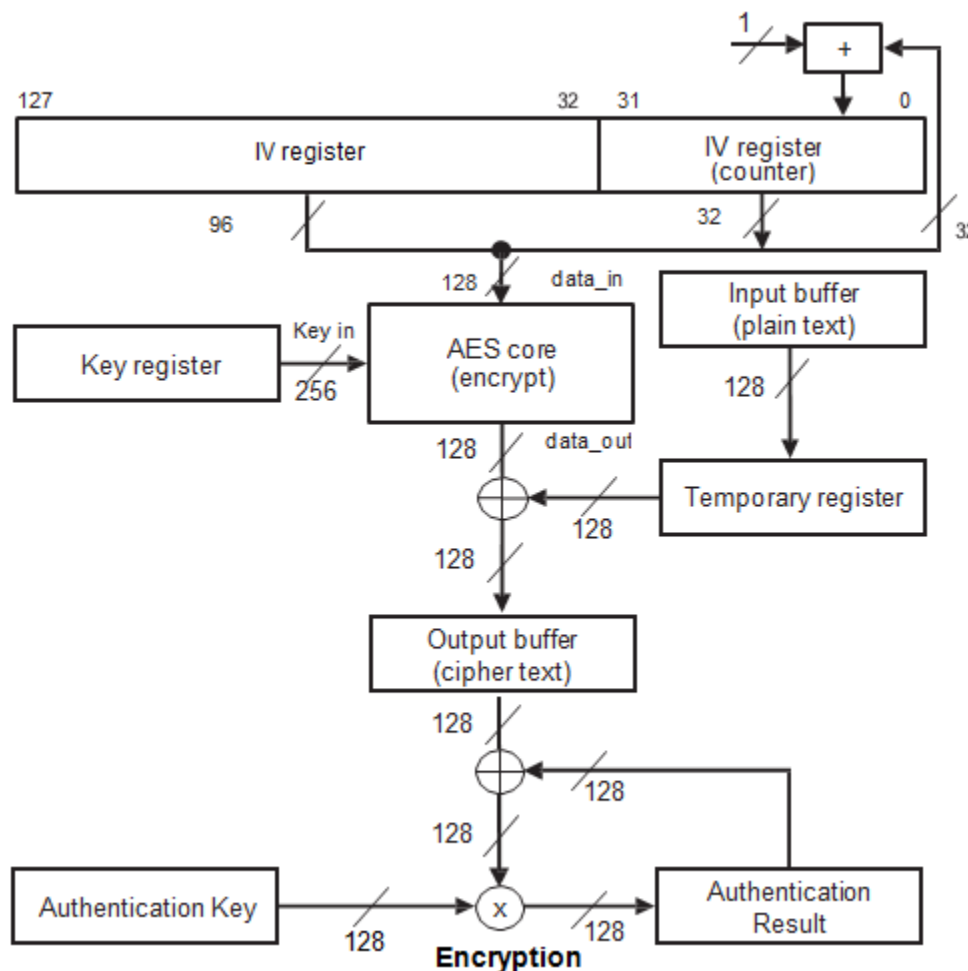 1
+
127
32
31
0
IV register
IV register
(counter)
96
32
32
128
data_in
Input buffer
(plain text)
Key register
Key in
256
AES core
(encrypt)
128
128
data_out
Temporary register
128
128
Output buffer
(cipher text)
128
128
128
Authentication Key
128
x
128
Authentication
Result
Encryption